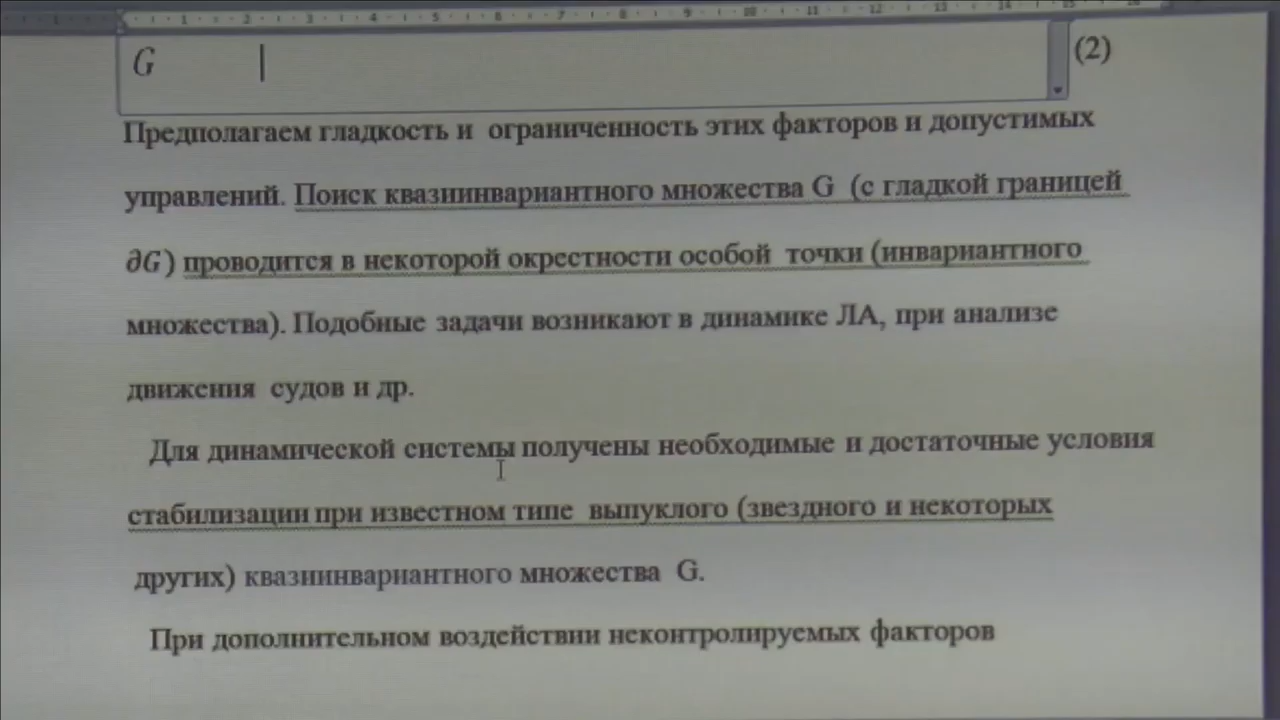 G (2)
Предполагаем гладкость и ограниченность этих факторов и допустимых
управлений. Поиск квазиинвариантного множества G (с гладкой границей
∂G) проводится в некоторой окрестности особой точки (инвариантного
множества). Подобные задачи возникают в динамике ЛА, при анализе
движения судов и др.
Для динамической системы получены необходимые и достаточные условия
стабилизации при известном типе выпуклого (звездного и некоторых
других) квазиинвариантного множества G.
При дополнительном воздействии неконтролируемых факторов